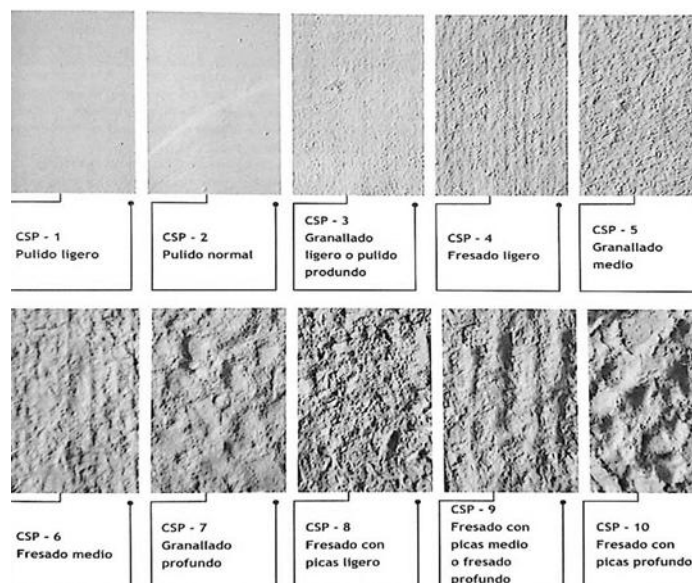 CSP - 1
Pulido ligero
CSP - 2
Pulido normal
CSP - 3
Granallado
ligero o pulido
produndo
CSP - 4
Fresado ligero
CSP - 5
Granallado
medio
CSP - 6
Fresado medio
CSP - 7
Granallado
profundo
CSP - 8
Fresado con
picas ligero
CSP - 9
Fresado con
picas medio
o fresado
profundo
CSP - 10
Fresado con
picas profundo